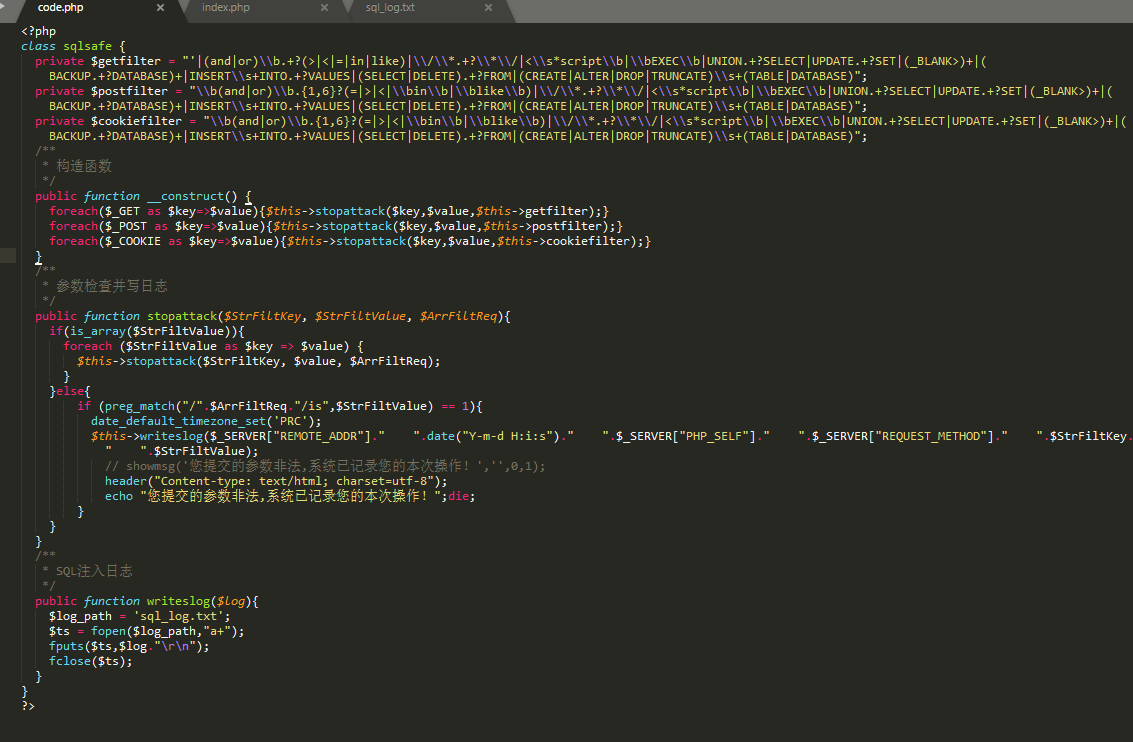 code.php × index.php × sql_log.txt ×
<?php
class sqlsafe {
private $getfilter = "'|(and|or)\\b.+?(>|<|=|in|like)|\\/\\*.+?\\*\\/|<\\s*script\\b|\\bEXEC\\b|UNION.+?SELECT|UPDATE.+?SET|(_BLANK>)+|(
BACKUP.+?DATABASE)+|INSERT\\s+INTO.+?VALUES|(SELECT|DELETE).+?FROM|(CREATE|ALTER|DROP|TRUNCATE)\\s+(TABLE|DATABASE)";
private $postfilter = "\\b(and|or)\\b.{1,6}?(=|>|<|\\bin\\b|\\blike\\b)|\\/\\*.+?\\*\\/|<\\s*script\\b|\\bEXEC\\b|UNION.+?SELECT|UPDATE.+?SET|(_BLANK>)+|(
BACKUP.+?DATABASE)+|INSERT\\s+INTO.+?VALUES|(SELECT|DELETE).+?FROM|(CREATE|ALTER|DROP|TRUNCATE)\\s+(TABLE|DATABASE)";
private $cookiefilter = "\\b(and|or)\\b.{1,6}?(=|>|<|\\bin\\b|\\blike\\b)|\\/\\*.+?\\*\\/|<\\s*script\\b|\\bEXEC\\b|UNION.+?SELECT|UPDATE.+?SET|(_BLANK>)+|(
BACKUP.+?DATABASE)+|INSERT\\s+INTO.+?VALUES|(SELECT|DELETE).+?FROM|(CREATE|ALTER|DROP|TRUNCATE)\\s+(TABLE|DATABASE)";
/**
* 构造函数
*/
public function __construct() {
foreach($_GET as $key=>$value){$this->stopattack($key,$value,$this->getfilter);}
foreach($_POST as $key=>$value){$this->stopattack($key,$value,$this->postfilter);}
foreach($_COOKIE as $key=>$value){$this->stopattack($key,$value,$this->cookiefilter);}
}
/**
* 参数检查并写日志
*/
public function stopattack($StrFiltKey, $StrFiltValue, $ArrFiltReq){
if(is_array($StrFiltValue)){
foreach ($StrFiltValue as $key => $value) {
$this->stopattack($StrFiltKey, $value, $ArrFiltReq);
}
}else{
if (preg_match("/".$ArrFiltReq."/is",$StrFiltValue) == 1){
date_default_timezone_set('PRC');
$this->writeslog($_SERVER["REMOTE_ADDR"]."    ".date("Y-m-d H:i:s")."    ".$_SERVER["PHP_SELF"]."    ".$_SERVER["REQUEST_METHOD"]."    ".$StrFiltKey.
"    ".$StrFiltValue);
// showmsg('您提交的参数非法,系统已记录您的本次操作！','',0,1);
header("Content-type: text/html; charset=utf-8");
echo "您提交的参数非法,系统已记录您的本次操作！";die;
}
}
}
/**
* SQL注入日志
*/
public function writeslog($log){
$log_path = 'sql_log.txt';
$ts = fopen($log_path,"a+");
fputs($ts,$log."\r\n");
fclose($ts);
}
}
?>